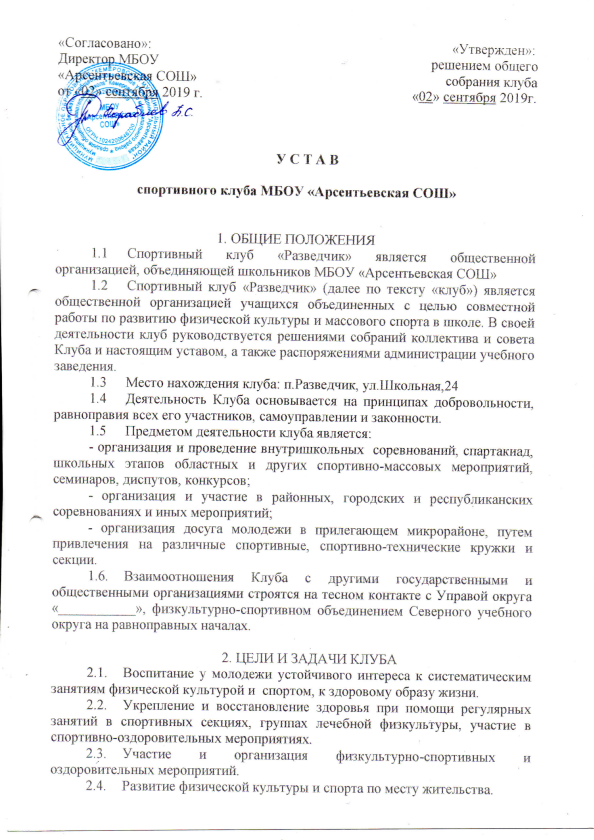 «Согласовано»:
Директор МБОУ
«Арсентьевская СОШ»
от «02» сентября 2019 г.
«Утвержден»:
решением общего
собрания клуба
«02» сентября 2019г.
МБОУ
СОШ»
У С Т А В
спортивного клуба МБОУ «Арсентьевская СОШ»
1. ОБЩИЕ ПОЛОЖЕНИЯ
1.1 Спортивный клуб «Разведчик» является общественной
организацией, объединяющей школьников МБОУ «Арсентьевская СОШ»
1.2 Спортивный клуб «Разведчик» (далее по тексту «клуб») является
общественной организацией учащихся объединенных с целью совместной
работы по развитию физической культуры и массового спорта в школе. В своей
деятельности клуб руководствуется решениями собраний коллектива и совета
Клуба и настоящим уставом, а также распоряжениями администрации учебного
заведения.
1.3 Место нахождения клуба: п.Разведчик, ул.Школьная,24
1.4 Деятельность Клуба основывается на принципах добровольности,
равноправия всех его участников, самоуправлении и законности.
1.5 Предметом деятельности клуба является:
- организация и проведение внутришкольных соревнований, спартакиад,
школьных этапов областных и других спортивно-массовых мероприятий,
семинаров, диспутов, конкурсов;
- организация и участие в районных, городских и республиканских
соревнованиях и иных мероприятий;
- организация досуга молодежи в прилегающем микрорайоне, путем
привлечения на различные спортивные, спортивно-технические кружки и
секции.
1.6. Взаимоотношения Клуба с другими государственными и
общественными организациями строятся на тесном контакте с Управой округа
«____________», физкультурно-спортивном объединением Северного учебного
округа на равноправных началах.
2. ЦЕЛИ И ЗАДАЧИ КЛУБА
2.1. Воспитание у молодежи устойчивого интереса к систематическим
занятиям физической культурой и спортом, к здоровому образу жизни.
2.2. Укрепление и восстановление здоровья при помощи регулярных
занятий в спортивных секциях, группах лечебной физкультуры, участие в
спортивно-оздоровительных мероприятиях.
2.3. Участие и организация физкультурно-спортивных и
оздоровительных мероприятий.
2.4. Развитие физической культуры и спорта по месту жительства.